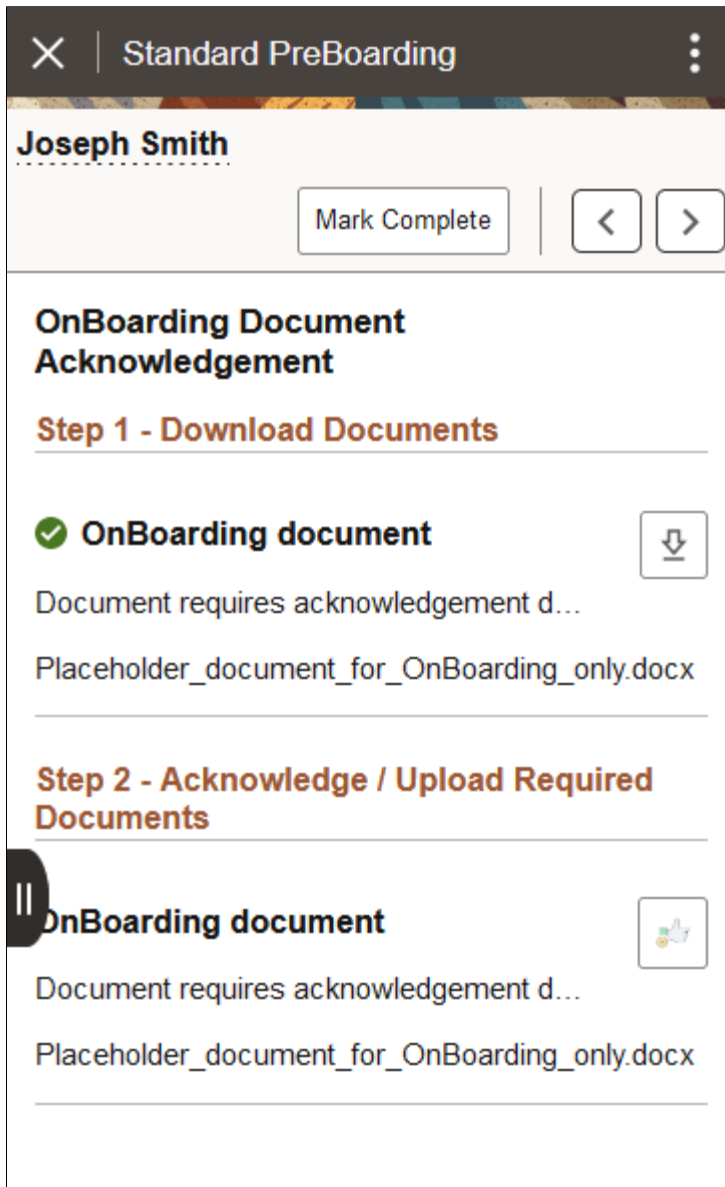 Standard PreBoarding
Joseph Smith
Mark Complete
OnBoarding Document
Acknowledgement
Step 1 - Download Documents
OnBoarding document
Document requires acknowledgement d...
Placeholder_document_for_OnBoarding_only.docx
Step 2 - Acknowledge / Upload Required
Documents
OnBoarding document
Document requires acknowledgement d...
Placeholder_document_for_OnBoarding_only.docx